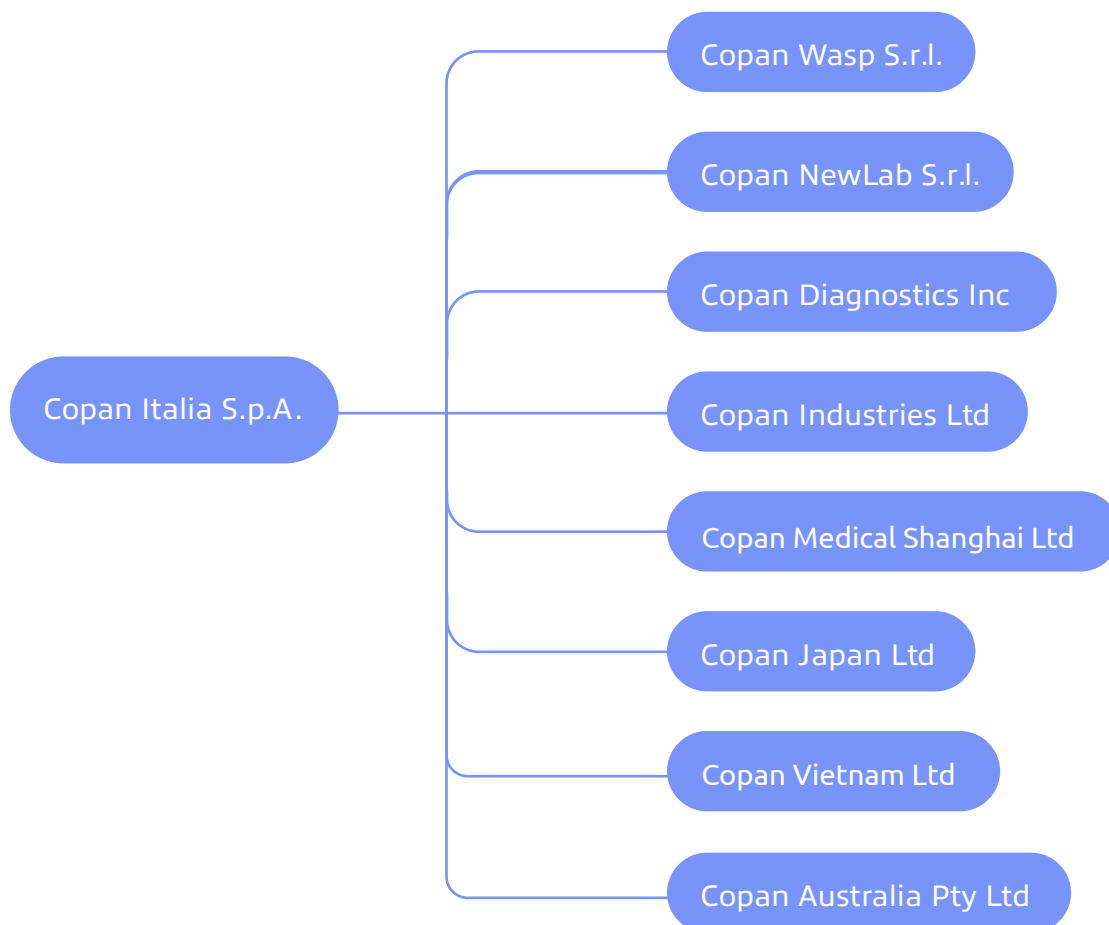 Copan Wasp S.r.l.
Copan NewLab S.r.l.
Copan Diagnostics Inc
Copan Italia S.p.A.
Copan Industries Ltd
Copan Medical Shanghai Ltd
Copan Japan Ltd
Copan Vietnam Ltd
Copan Australia Pty Ltd